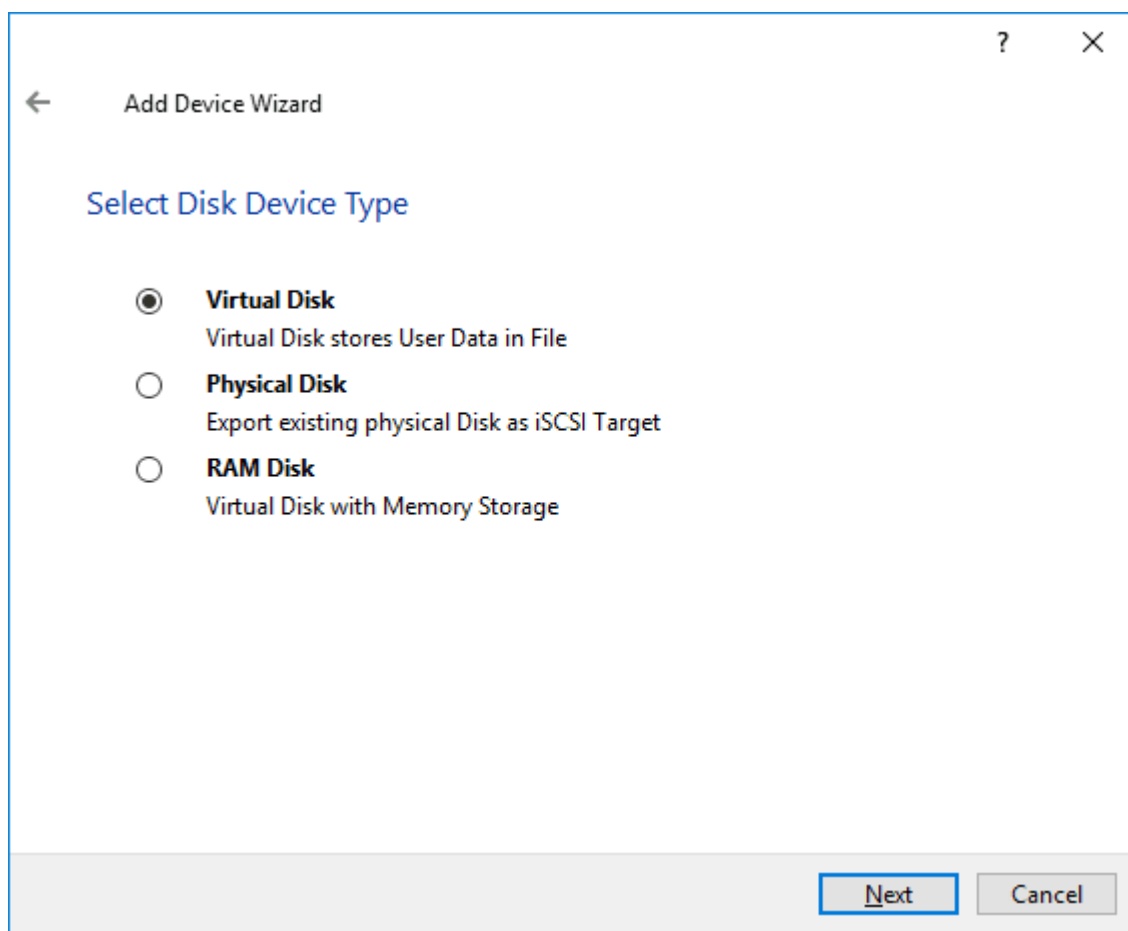 ?
Add Device Wizard
Select Disk Device Type
Virtual Disk
Virtual Disk stores User Data in File
Physical Disk
Export existing physical Disk as iSCSI Target
RAM Disk
Virtual Disk with Memory Storage
Next Cancel